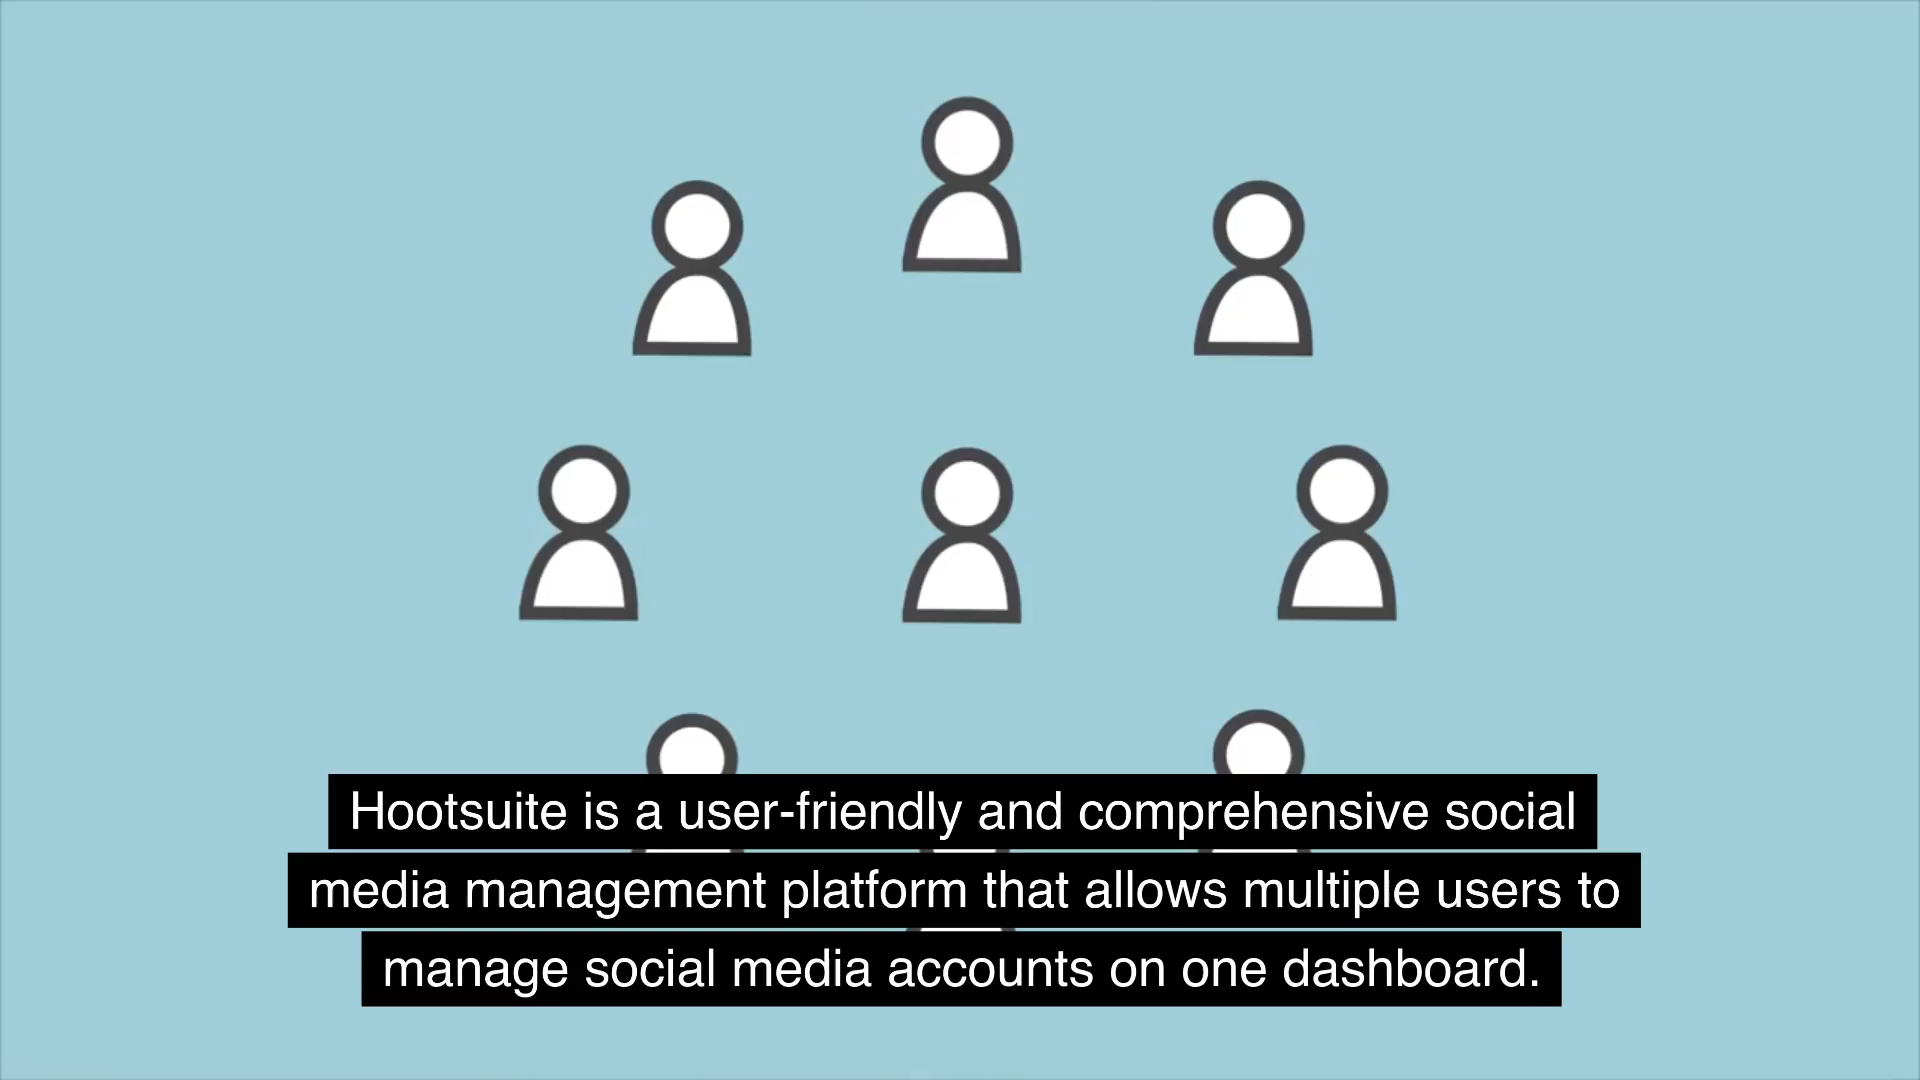 Hootsuite is a user-friendly and comprehensive social
media management platform that allows multiple users to
manage social media accounts on one dashboard.